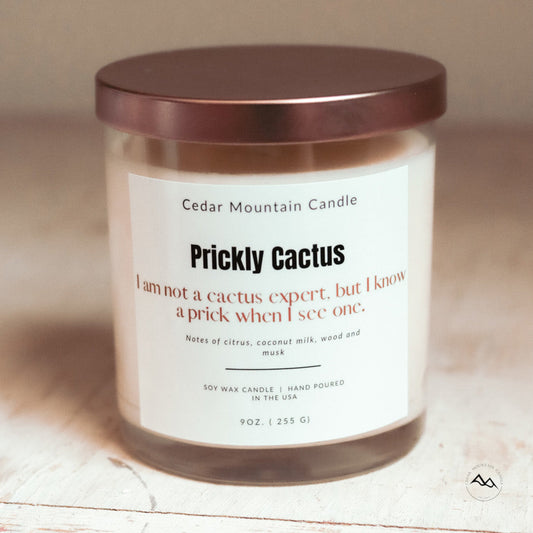 Cedar Mountain Candle
Prickly Cactus
I am not a cactus expert, but I know
a prick when I see one.
Notes of citrus, coconut milk, wood and
musk
SOY WAX CANDLE | HAND POURED
IN THE USA
9OZ. ( 255 G)